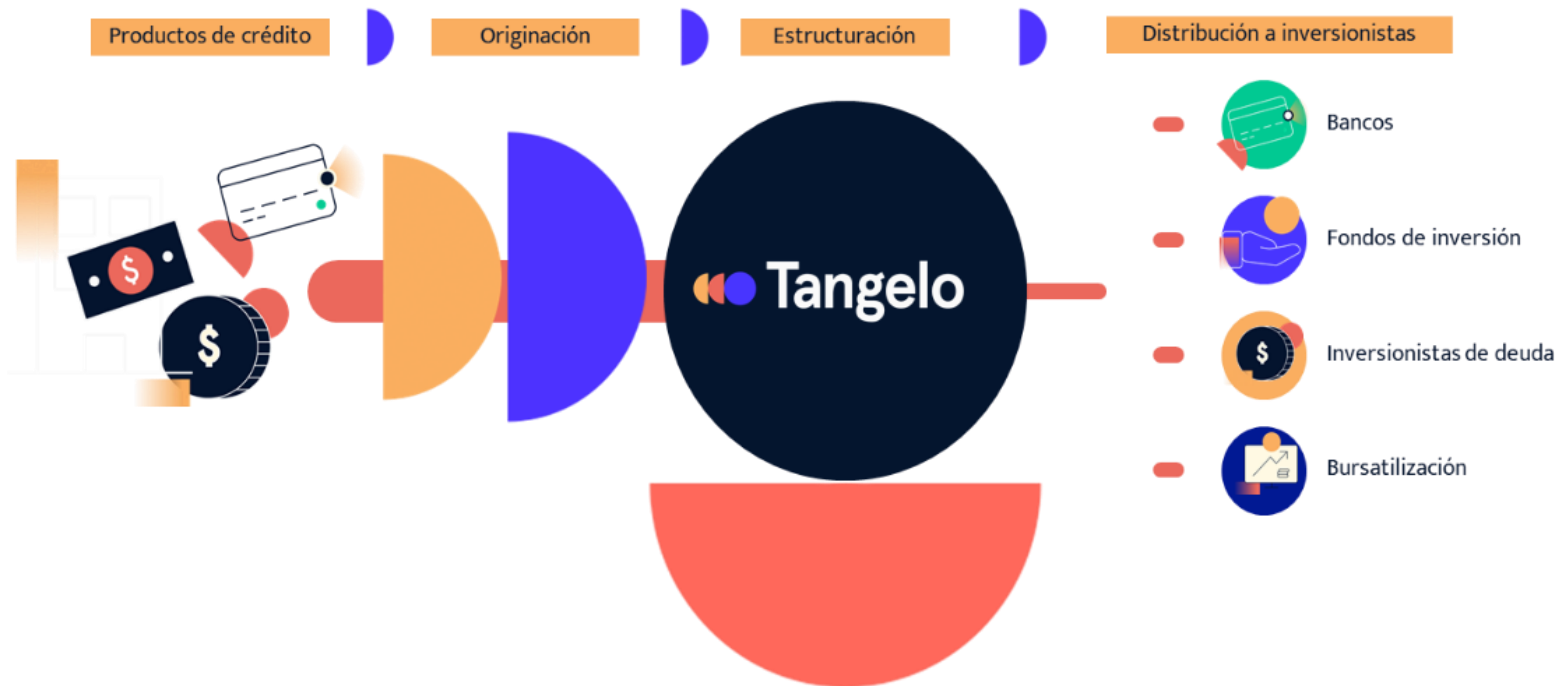 Productos de crédito
Originación
Estructuración
Distribución a inversionistas
$
$
Tangelo
Bancos
Fondos de inversión
$
Inversionistas de deuda
Bursatilización